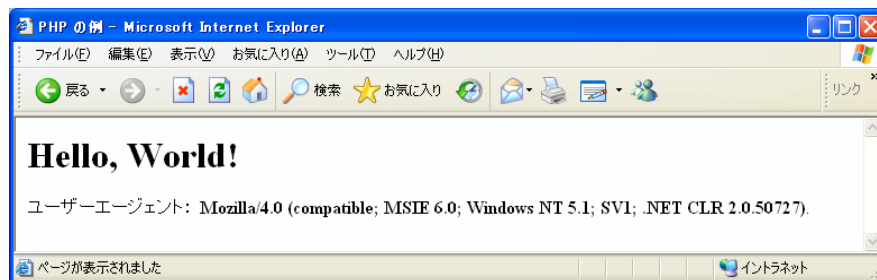 PHP の例 - Microsoft Internet Explorer
ファイル(F) 編集(E) 表示(V) お気に入り(A) ツール(T) ヘルプ(H)
戻る 検索 お気に入り リンク »
Hello, World!
ユーザーエージェント: Mozilla/4.0 (compatible; MSIE 6.0; Windows NT 5.1; SV1; .NET CLR 2.0.50727).
ページが表示されました イントラネット